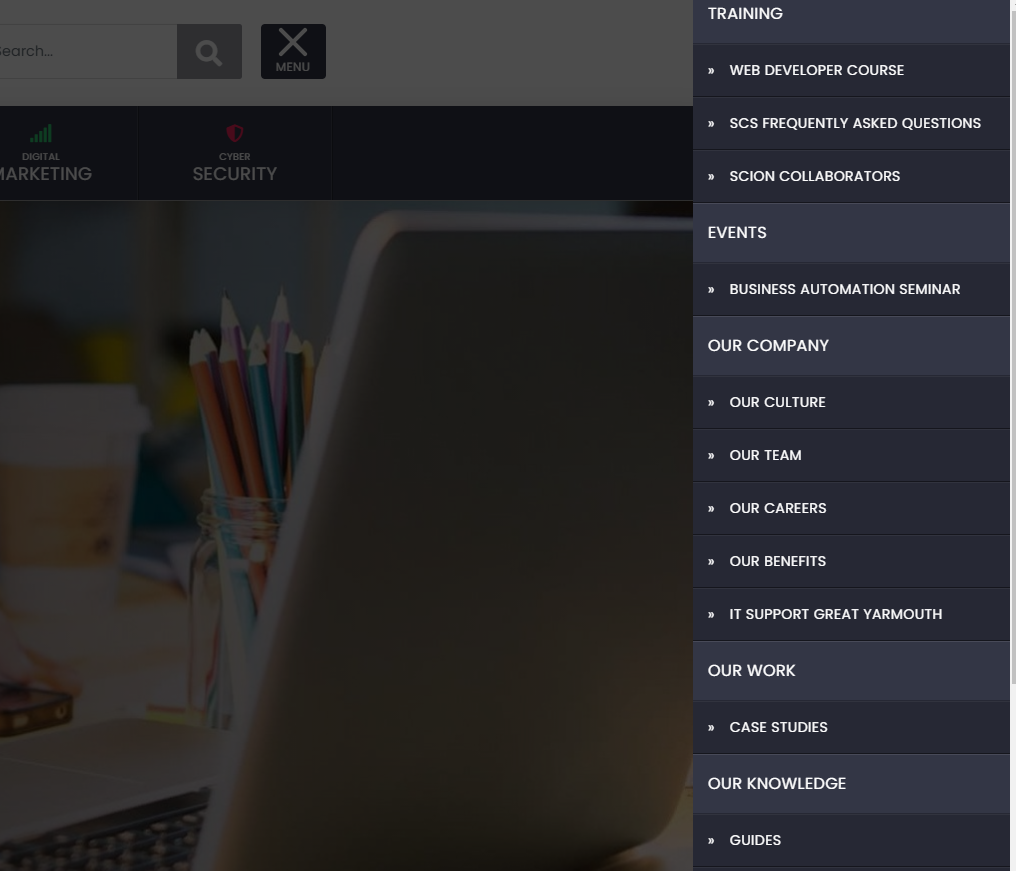 Search...
MENU
DIGITAL
MARKETING
CYBER
SECURITY
TRAINING
» WEB DEVELOPER COURSE
» SCS FREQUENTLY ASKED QUESTIONS
» SCION COLLABORATORS
EVENTS
» BUSINESS AUTOMATION SEMINAR
OUR COMPANY
» OUR CULTURE
» OUR TEAM
» OUR CAREERS
» OUR BENEFITS
» IT SUPPORT GREAT YARMOUTH
OUR WORK
» CASE STUDIES
OUR KNOWLEDGE
» GUIDES